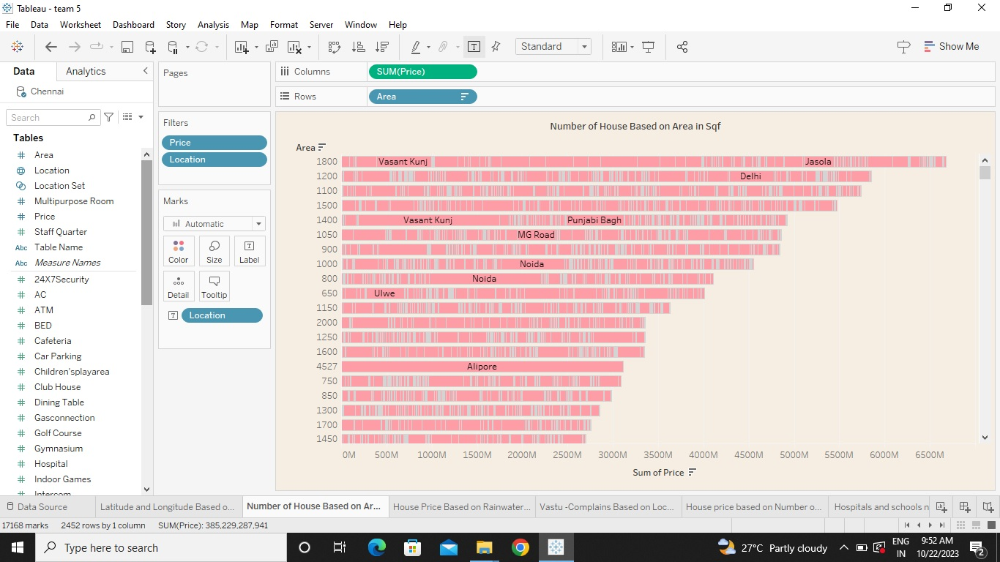 Tableau - team 5
File Data Worksheet Dashboard Story Analysis Map Format Server Window Help
Standard
Show Me
Data Analytics
Chennai
Search
Tables
Area
Location
Location Set
Multipurpose Room
Price
Staff Quarter
Abc Table Name
Abc Measure Names
24X7Security
AC
ATM
BED
Cafeteria
Car Parking
Children'splayarea
Club House
Dining Table
Gasconnection
Golf Course
Gymnasium
Hospital
Indoor Games
Intercom
Pages
Filters
Price
Location
Marks
Automatic
Color Size Label
Detail Tooltip
Location
Columns SUM(Price)
Rows Area
Number of House Based on Area in Sqf
Area
1800 Vasant Kunj Jasola
1200 Delhi
1100
1500
1400 Vasant Kunj Punjabi Bagh
1050 MG Road
900
1000 Noida
800 Noida
650 Ulwe
1150
2000
1250
1600
4527 Alipore
750
850
1300
1700
1450
0M 500M 1000M 1500M 2000M 2500M 3000M 3500M 4000M 4500M 5000M 5500M 6000M 6500M
Sum of Price
Data Source Latitude and Longitude Based o... Number of House Based on Ar... House Price Based on Rainwater... Vastu -Complains Based on Loc... House price based on Number o... Hospitals and schools n
17168 marks 2452 rows by 1 column SUM(Price): 385,229,287,941
Type here to search
27°C Partly cloudy
ENG
IN
9:52 AM
10/22/2023
2